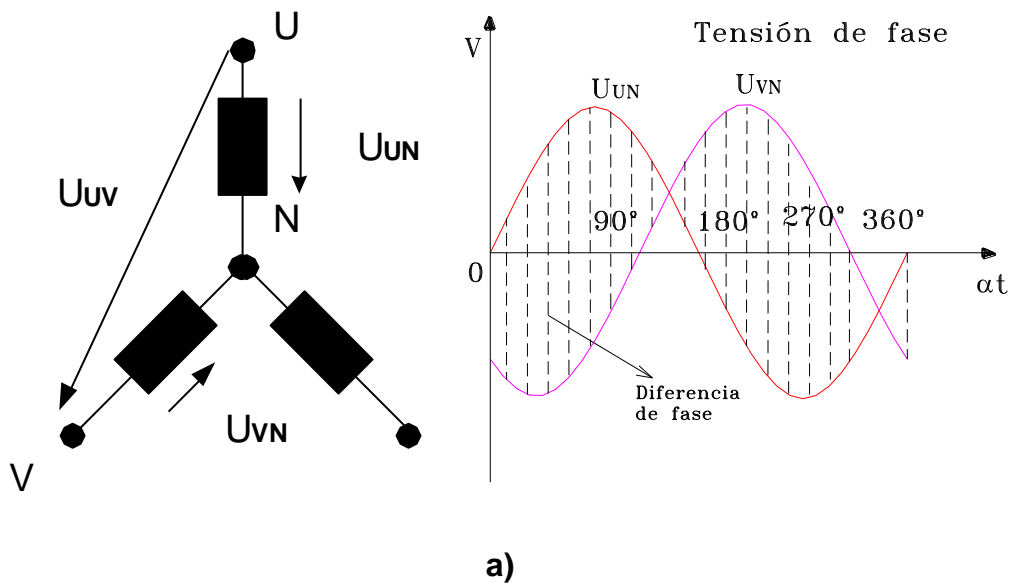 U
UUV
UUN
N
UVN
V
Tensión de fase
V
UUN
UVN
90°
180°
270°
360°
0
αt
Diferencia
de fase
a)